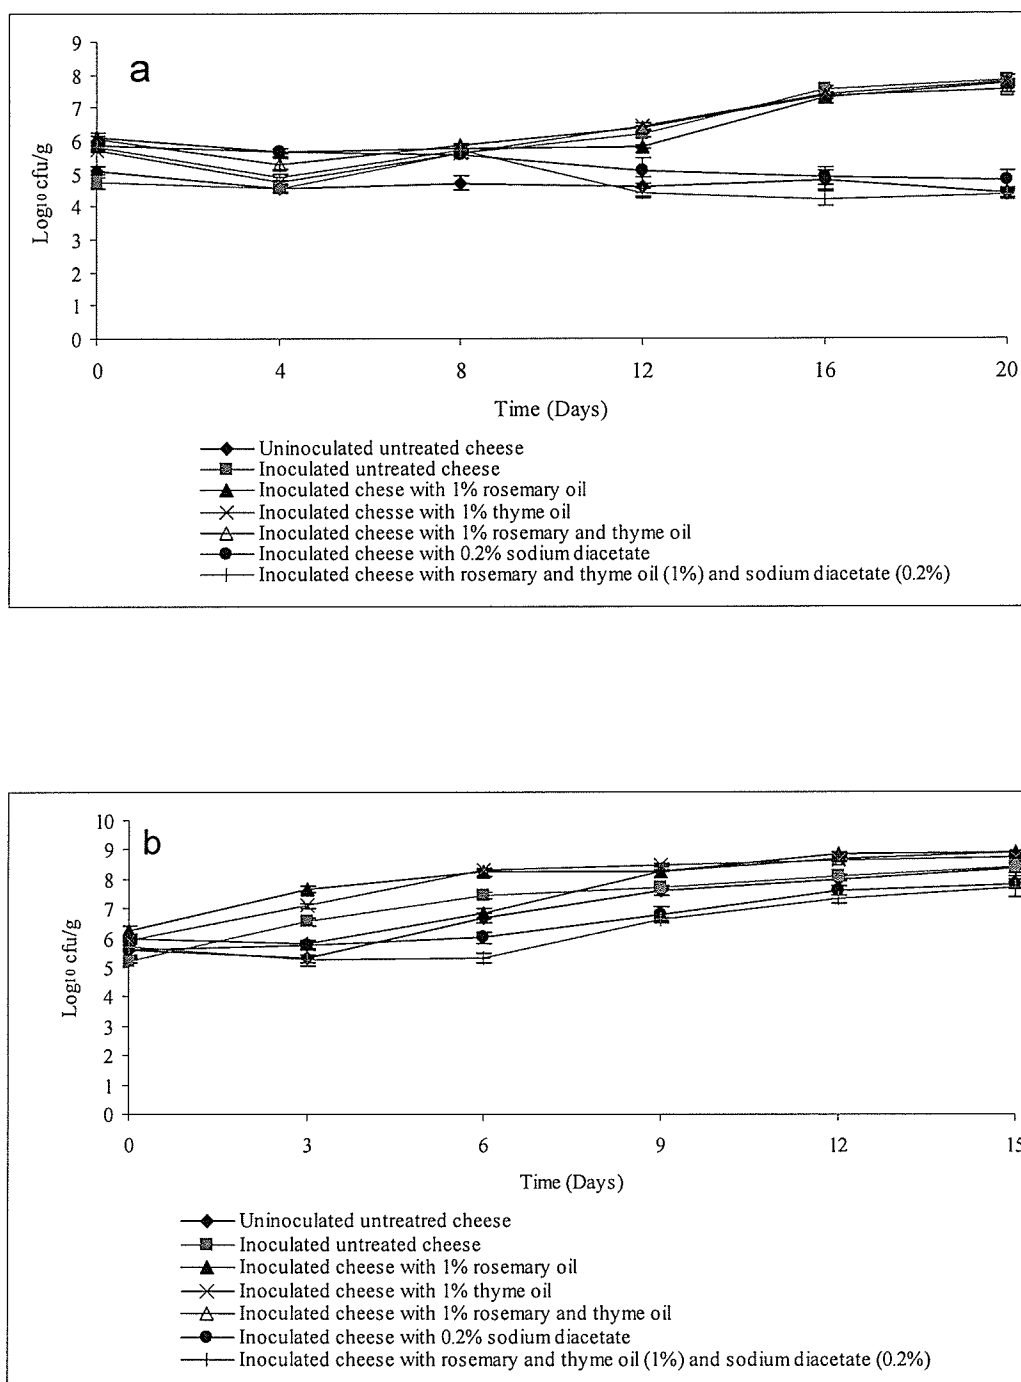 a
9
8
7
6
5
4
3
2
1
0
Log10 cfu/g
0 4 8 12 16 20
Time (Days)
Uninoculated untreated cheese
Inoculated untreated cheese
Inoculated chese with 1% rosemary oil
Inoculated chesse with 1% thyme oil
Inoculated cheese with 1% rosemary and thyme oil
Inoculated cheese with 0.2% sodium diacetate
Inoculated cheese with rosemary and thyme oil (1%) and sodium diacetate (0.2%)
b
10
9
8
7
6
5
4
3
2
1
0
Log10 cfu/g
0 3 6 9 12 15
Time (Days)
Uninoculated untreatred cheese
Inoculated untreated cheese
Inoculated cheese with 1% rosemary oil
Inoculated cheese with 1% thyme oil
Inoculated cheese with 1% rosemary and thyme oil
Inoculated cheese with 0.2% sodium diacetate
Inoculated cheese with rosemary and thyme oil (1%) and sodium diacetate (0.2%)